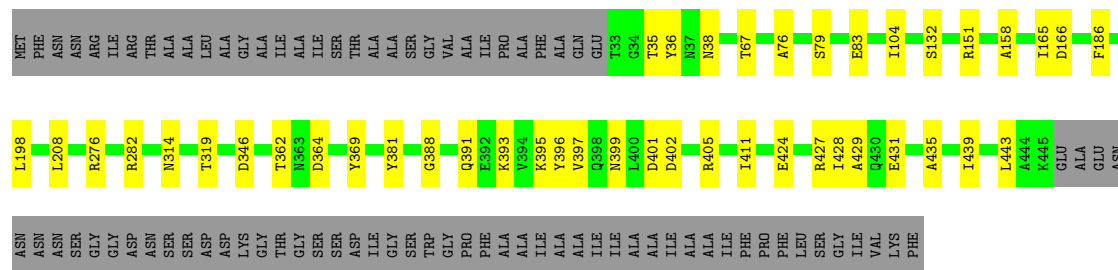 MET PHE ASN ASN ARG ILE ARG THR ALA ALA LEU ALA GLY ALA ILE ALA ILE SER THR ALA ALA SER GLY VAL ALA ILE PRO ALA PHE ALA GLN GLU T33 G34 T35 Y36 N37 N38 T67 A76 S79 E83 I104 S132 R151 A158 I165 D166 F186
L198 L208 R276 R282 N314 T319 D346 T362 N363 D364 Y369 Y381 G388 Q391 E392 K393 V394 K395 Y396 V397 Q398 N399 L400 D401 D402 R405 I411 E424 R427 I428 A429 Q430 E431 A435 I439 L443 A444 K445 GLU ALA GLU ASN
ASN ASN ASN SER GLY GLY ASP ASN SER SER ASP ASP LYS GLY THR GLY SER SER ASP ILE GLY SER TRP GLY PRO PHE ALA ALA ILE ALA ALA ILE ILE ALA ALA ILE ALA ALA ILE PHE PRO PHE LEU SER GLY ILE VAL LYS PHE